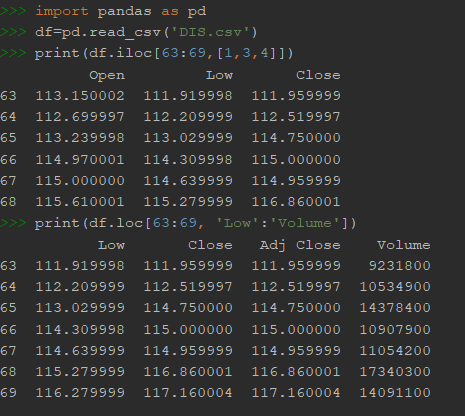 >>> import pandas as pd
>>> df=pd.read_csv('DIS.csv')
>>> print(df.iloc[63:69,[1,3,4]])
          Open         Low       Close
63  113.150002  111.919998  111.959999
64  112.699997  112.209999  112.519997
65  113.239998  113.029999  114.750000
66  114.970001  114.309998  115.000000
67  115.000000  114.639999  114.959999
68  115.610001  115.279999  116.860001
>>> print(df.loc[63:69, 'Low':'Volume'])
           Low       Close   Adj Close    Volume
63  111.919998  111.959999  111.959999   9231800
64  112.209999  112.519997  112.519997  10534900
65  113.029999  114.750000  114.750000  14378400
66  114.309998  115.000000  115.000000  10907900
67  114.639999  114.959999  114.959999  11054200
68  115.279999  116.860001  116.860001  17340300
69  116.279999  117.160004  117.160004  14091100